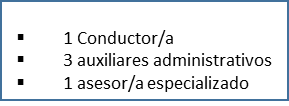 ▪ 1 Conductor/a
▪ 3 auxiliares administrativos
▪ 1 asesor/a especializado